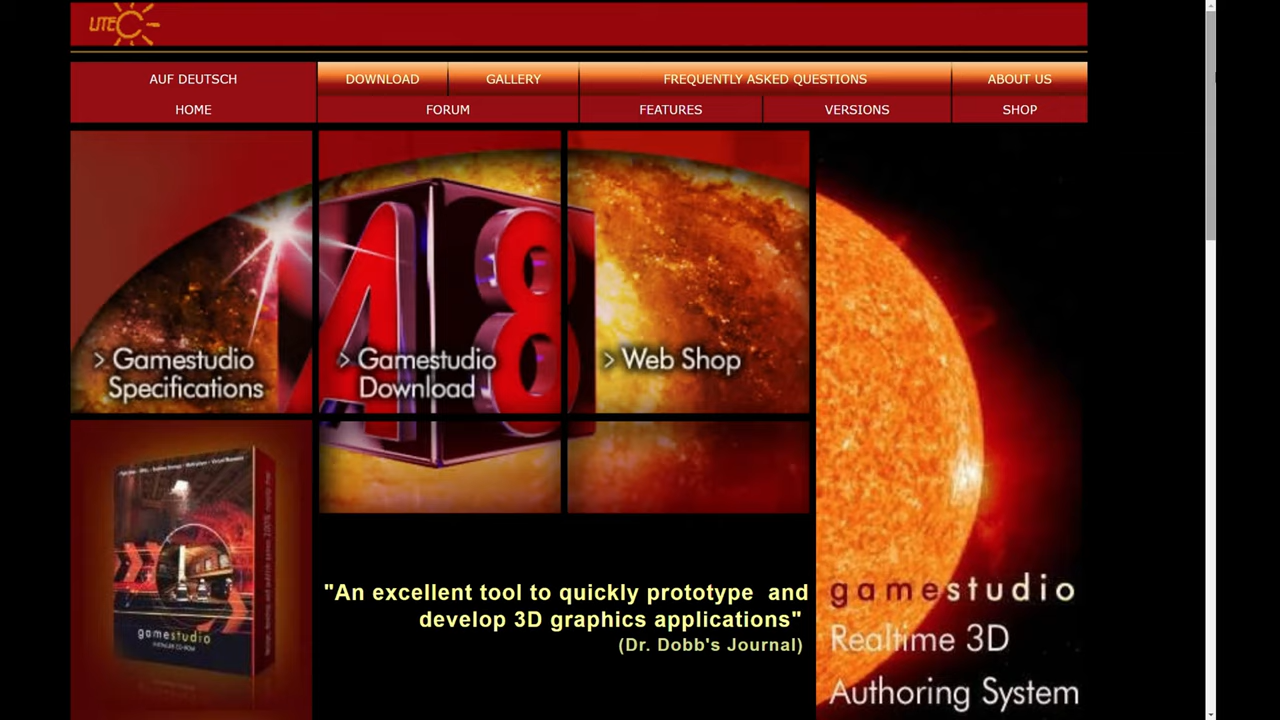 LITE C
AUF DEUTSCH
DOWNLOAD
GALLERY
FREQUENTLY ASKED QUESTIONS
ABOUT US
HOME
FORUM
FEATURES
VERSIONS
SHOP
A8
> Gamestudio
Specifications
> Gamestudio
Download
> Web Shop
gamestudio
"An excellent tool to quickly prototype  and
develop 3D graphics applications"
(Dr. Dobb's Journal)
gamestudio
Realtime 3D
Authoring System